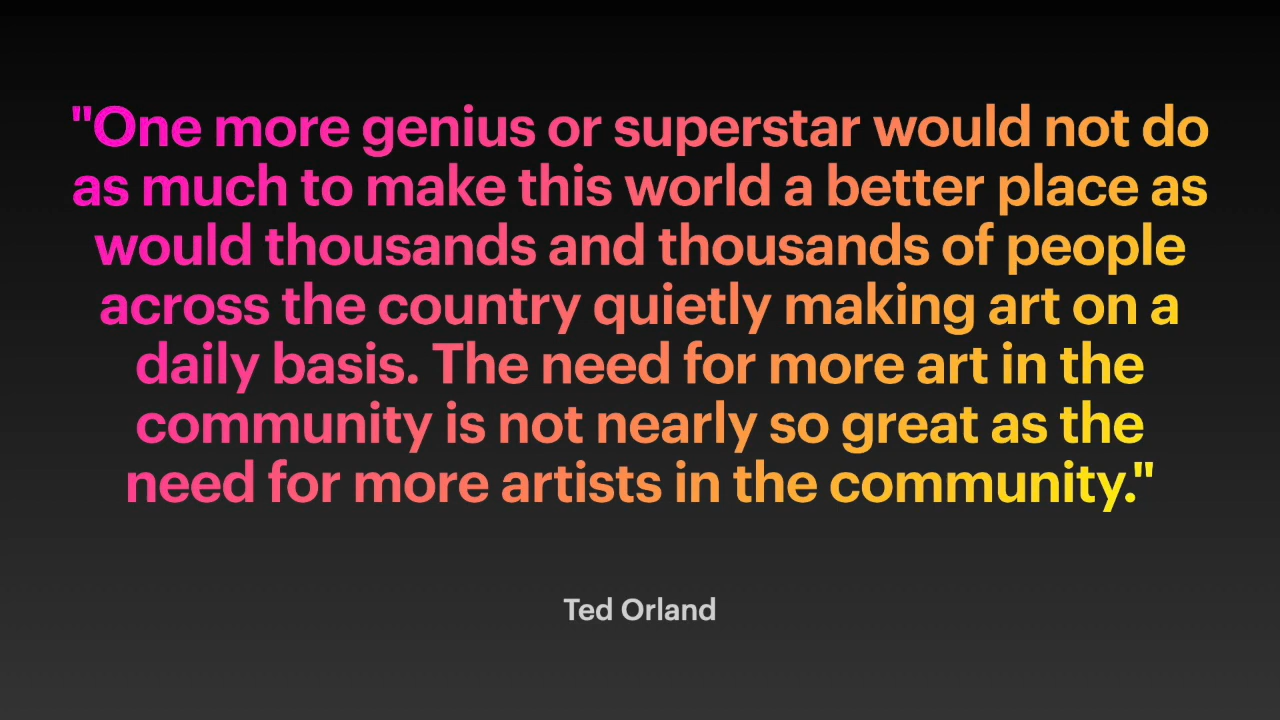 "One more genius or superstar would not do
as much to make this world a better place as
would thousands and thousands of people
across the country quietly making art on a
daily basis. The need for more art in the
community is not nearly so great as the
need for more artists in the community."
Ted Orland